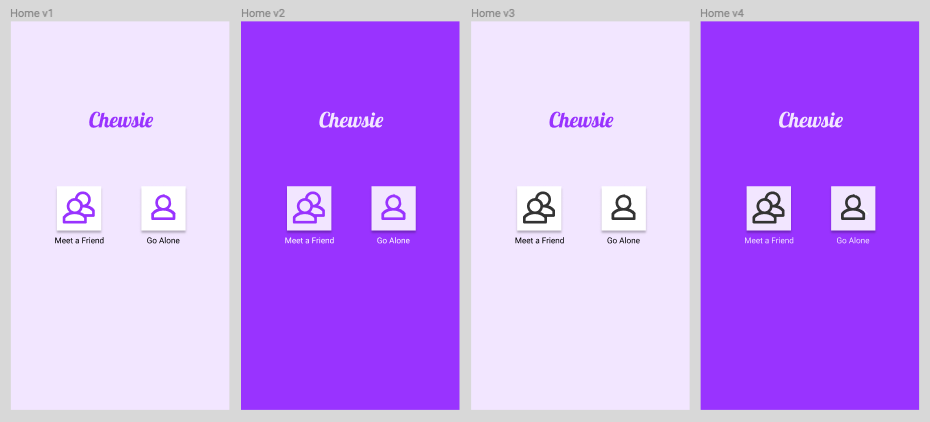 Home v1
Home v2
Home v3
Home v4
Chewsie
Chewsie
Chewsie
Chewsie
Meet a Friend
Go Alone
Meet a Friend
Go Alone
Meet a Friend
Go Alone
Meet a Friend
Go Alone